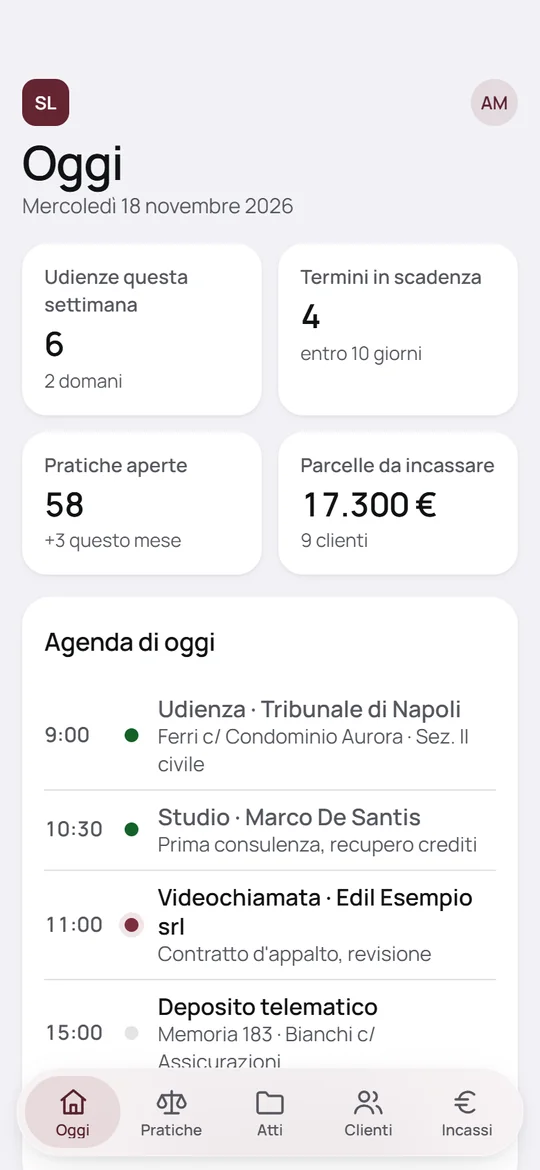 SL
AM
Oggi
Mercoledì 18 novembre 2026
Udienze questa
settimana
6
2 domani
Termini in scadenza
4
entro 10 giorni
Pratiche aperte
58
+3 questo mese
Parcelle da incassare
17.300 €
9 clienti
Agenda di oggi
9:00
Udienza · Tribunale di Napoli
Ferri c/ Condominio Aurora · Sez. II
civile
10:30
Studio · Marco De Santis
Prima consulenza, recupero crediti
11:00
Videochiamata · Edil Esempio
srl
Contratto d'appalto, revisione
15:00
Deposito telematico
Memoria 183 · Bianchi c/
Assicurazioni
Oggi
Pratiche
Atti
Clienti
Incassi